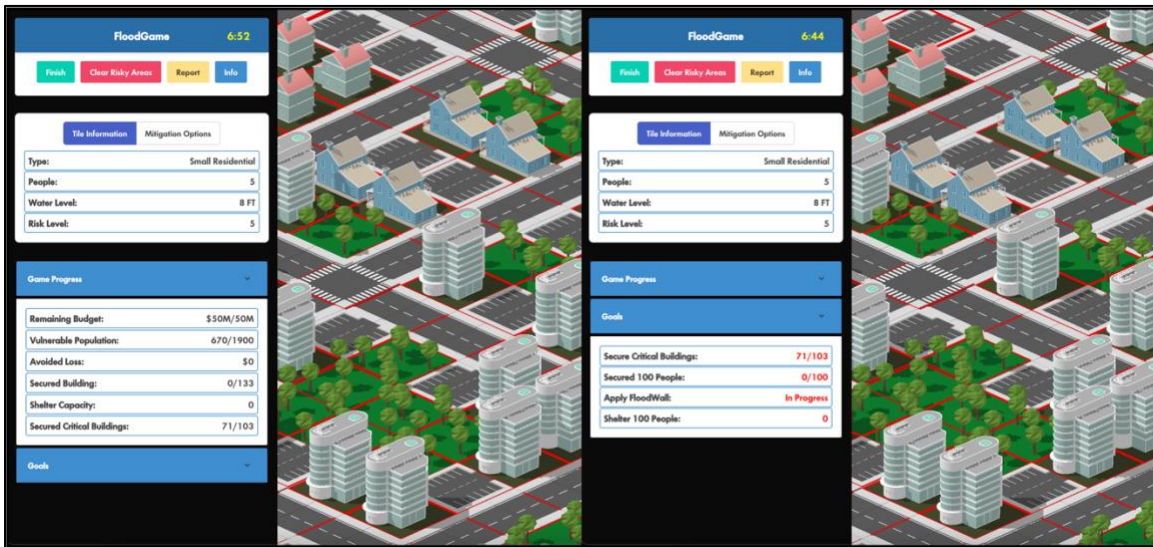 FloodGame 6:52
Finish Clear Risky Areas Report Info
Tile Information Mitigation Options
Type: Small Residential
People: 5
Water Level: 8 FT
Risk Level: 5
Game Progress
Remaining Budget: $50M/50M
Vulnerable Population: 670/1900
Avoided Loss: $0
Secured Building: 0/133
Shelter Capacity: 0
Secured Critical Buildings: 71/103
Goals
FloodGame 6:44
Finish Clear Risky Areas Report Info
Tile Information Mitigation Options
Type: Small Residential
People: 5
Water Level: 8 FT
Risk Level: 5
Game Progress
Goals
Secure Critical Buildings: 71/103
Secured 100 People: 0/100
Apply FloodWall: In Progress
Shelter 100 People: 0